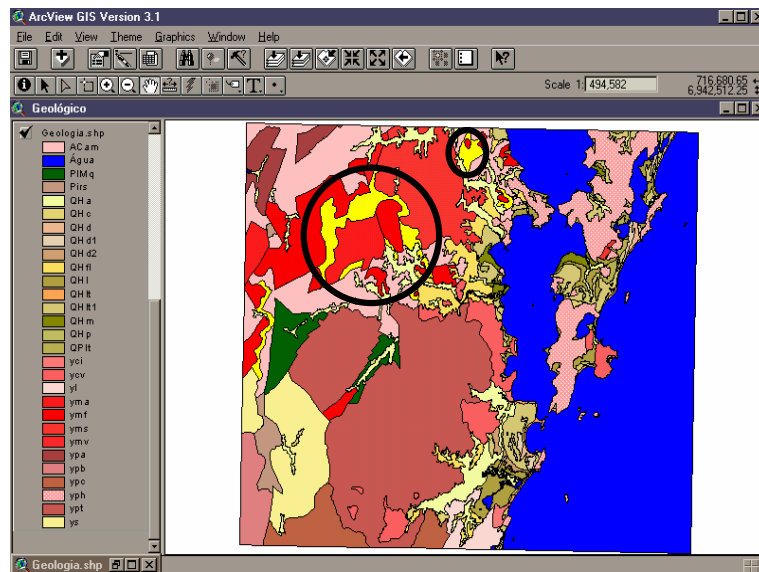 ArcView GIS Version 3.1
File Edit View Theme Graphics Window Help
Scale 1: 494,582
716,680.65
6,942,512.25
Geológico
Geologia.shp
ACam
Água
PIMq
Pirs
QHa
QHc
QHd
QHd1
QHd2
QHfl
QHl
QHlt
QHlt1
QHm
QHp
QPlt
yci
ycv
yl
yma
ymf
yms
ymv
ypa
ypb
ypc
yph
ypt
ys
Geologia.shp